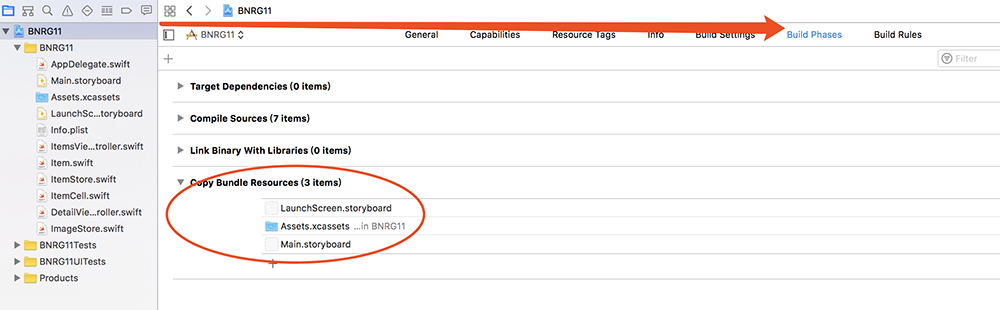 BNRG11
BNRG11
AppDelegate.swift
Main.storyboard
Assets.xcassets
LaunchSc...toryboard
Info.plist
ItemsVie...troller.swift
Item.swift
ItemStore.swift
ItemCell.swift
DetailVie...roller.swift
ImageStore.swift
BNRG11Tests
BNRG11UITests
Products
BNRG11
BNRG11 General Capabilities Resource Tags Info Build Settings Build Phases Build Rules
Filter
Target Dependencies (0 items)
Compile Sources (7 items)
Link Binary With Libraries (0 items)
Copy Bundle Resources (3 items)
LaunchScreen.storyboard
Assets.xcassets ...in BNRG11
Main.storyboard